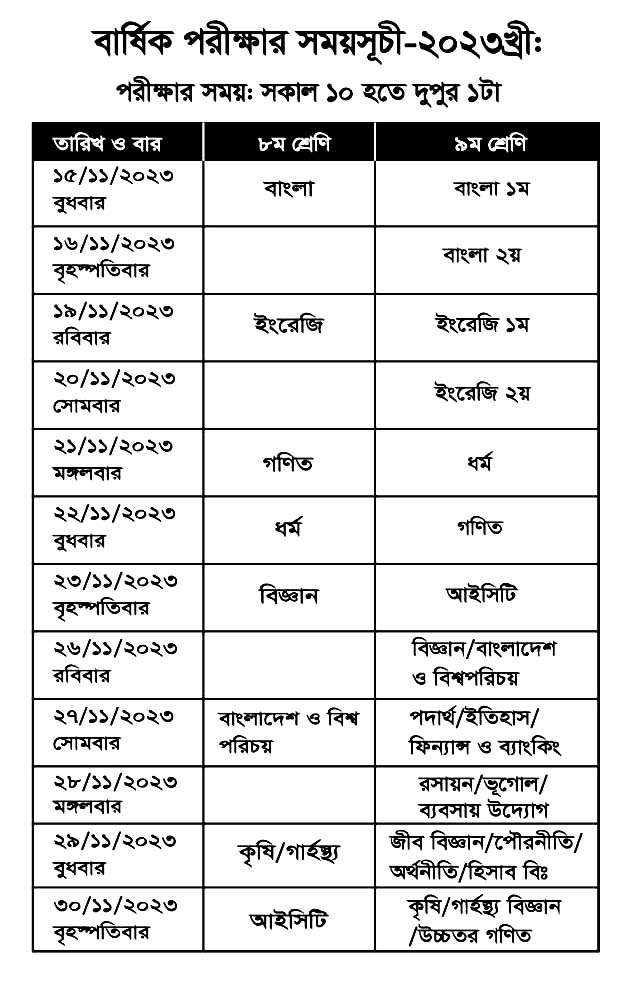 বার্ষিক পরীক্ষার সময়সূচী-২০২৩খ্রী:
পরীক্ষার সময়: সকাল ১০ হতে দুপুর ১টা
তারিখ ও বার ৮ম শ্রেণি ৯ম শ্রেণি
১৫/১১/২০২৩
বুধবার
বাংলা
বাংলা ১ম
১৬/১১/২০২৩
বৃহস্পতিবার
বাংলা ২য়
১৯/১১/২০২৩
রবিবার
ইংরেজি
ইংরেজি ১ম
২০/১১/২০২৩
সোমবার
ইংরেজি ২য়
২১/১১/২০২৩
মঙ্গলবার
গণিত
ধর্ম
২২/১১/২০২৩
বুধবার
ধর্ম
গণিত
২৩/১১/২০২৩
বৃহস্পতিবার
বিজ্ঞান
আইসিটি
২৬/১১/২০২৩
রবিবার
বিজ্ঞান/বাংলাদেশ
ও বিশ্বপরিচয়
২৭/১১/২০২৩
সোমবার
বাংলাদেশ ও বিশ্ব
পরিচয়
পদার্থ/ইতিহাস/
ফিন্যান্স ও ব্যাংকিং
২৮/১১/২০২৩
মঙ্গলবার
রসায়ন/ভূগোল/
ব্যবসায় উদ্যোগ
২৯/১১/২০২৩
বুধবার
কৃষি/গার্হস্থ্য
জীব বিজ্ঞান/পৌরনীতি/
অর্থনীতি/হিসাব বিঃ
৩০/১১/২০২৩
বৃহস্পতিবার
আইসিটি
কৃষি/গার্হস্থ্য বিজ্ঞান
/উচ্চতর গণিত